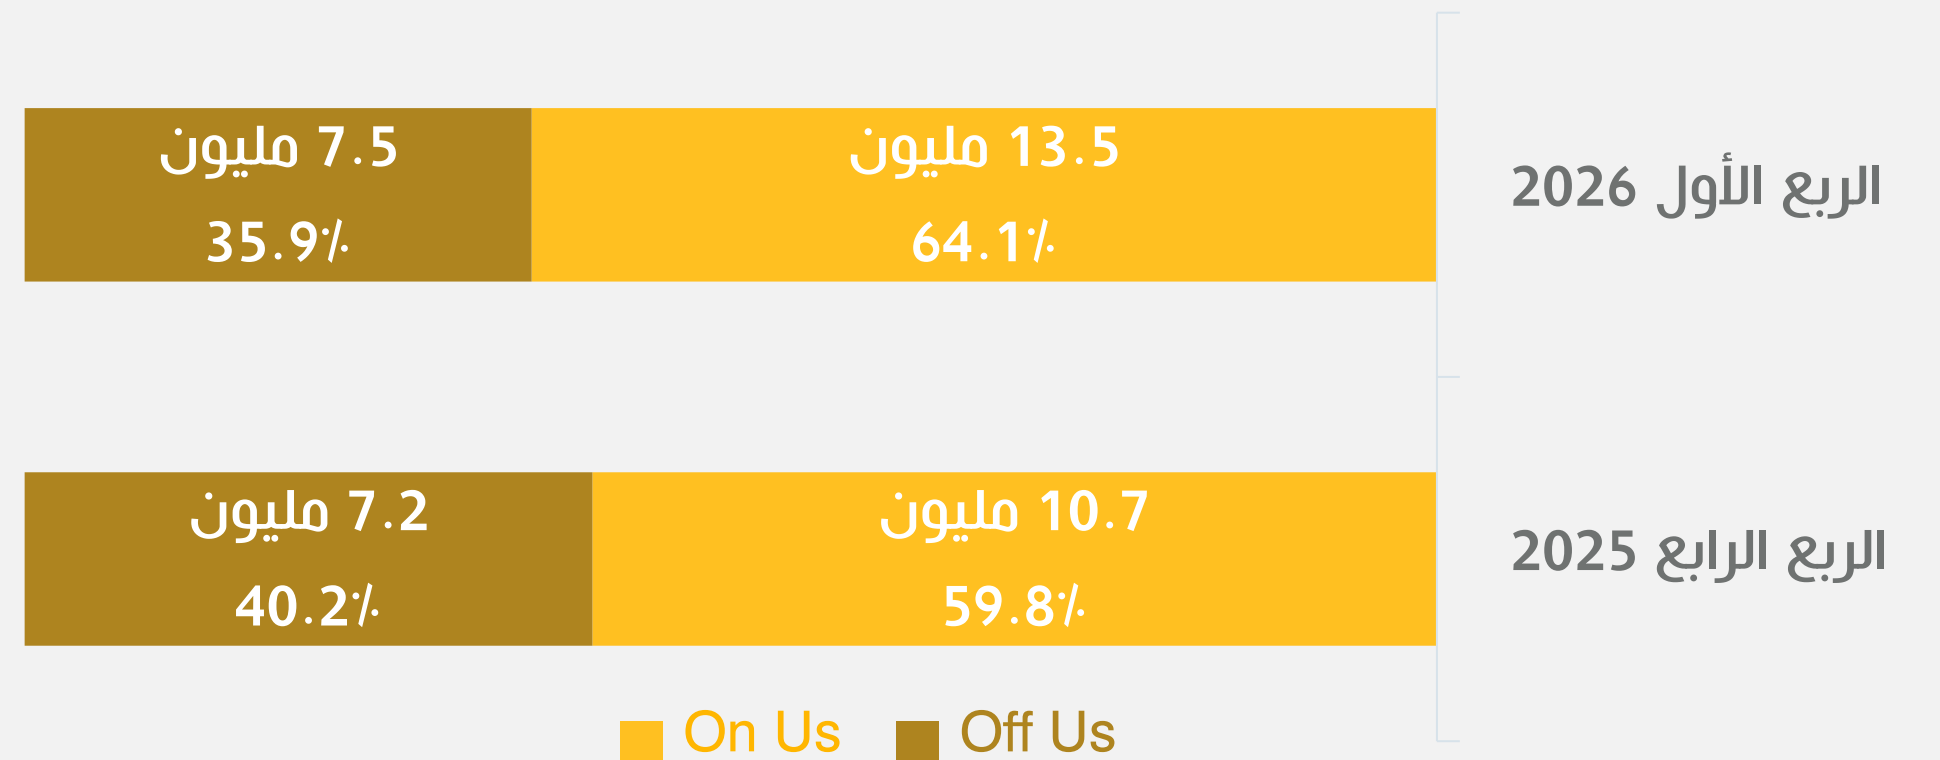 الربع الأول 2026
13.5 مليون
64.1٪
7.5 مليون
35.9٪
الربع الرابع 2025
10.7 مليون
59.8٪
7.2 مليون
40.2٪
On Us
Off Us